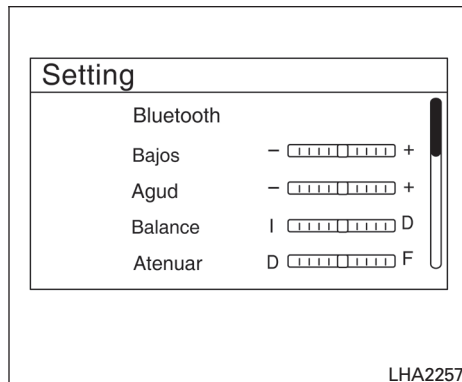 Setting
Bluetooth
Bajos − +
Agud − +
Balance I D
Atenuar D F
LHA2257